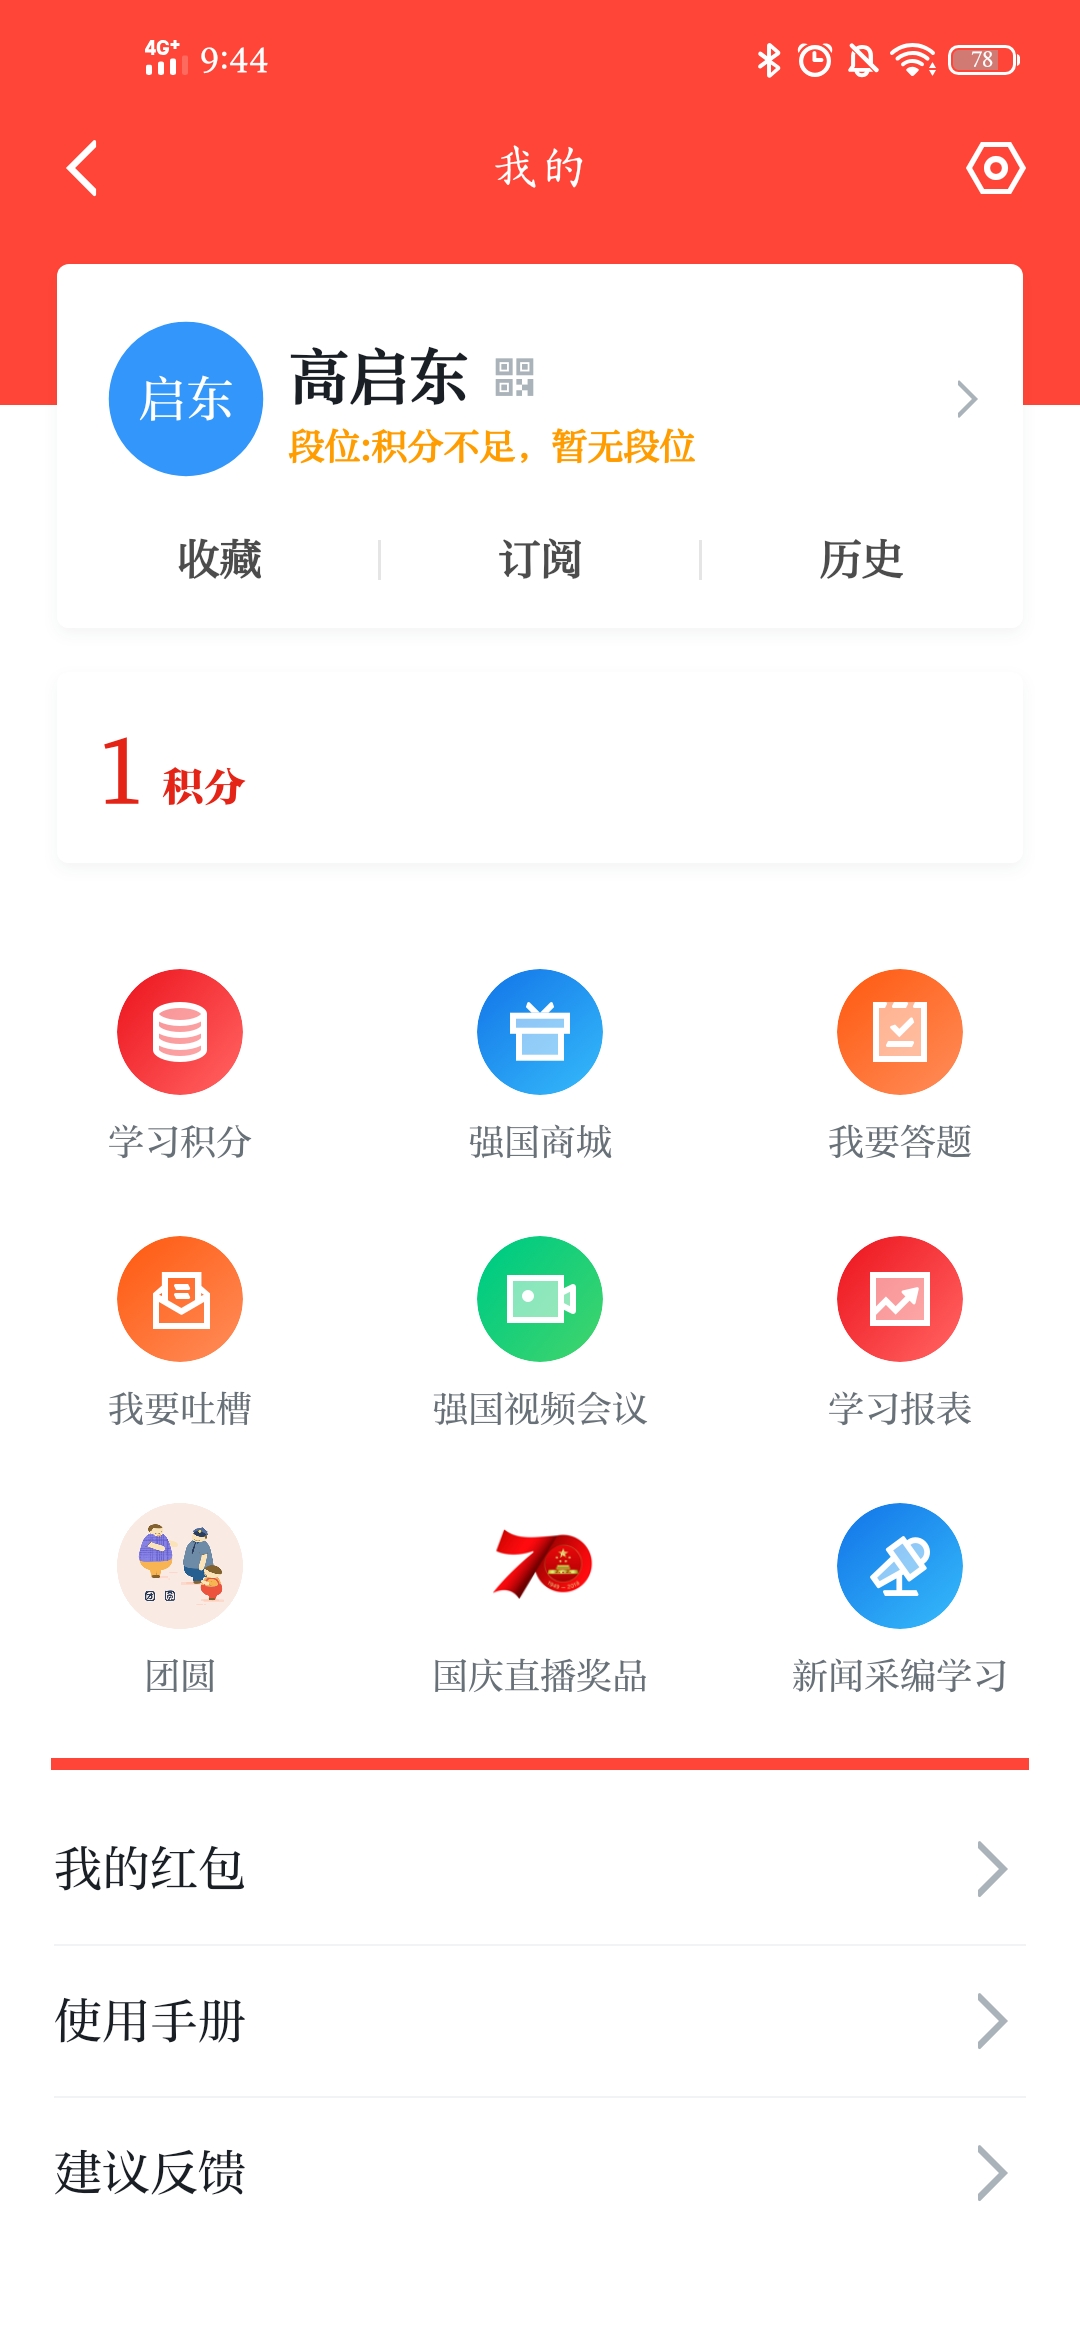 4G+ 9:44 78
我的
启东
高启东
段位:积分不足，暂无段位
收藏 订阅 历史
1 积分
学习积分 强国商城 我要答题
我要吐槽 强国视频会议 学习报表
团圆
团圆 国庆直播奖品 新闻采编学习
我的红包
使用手册
建议反馈